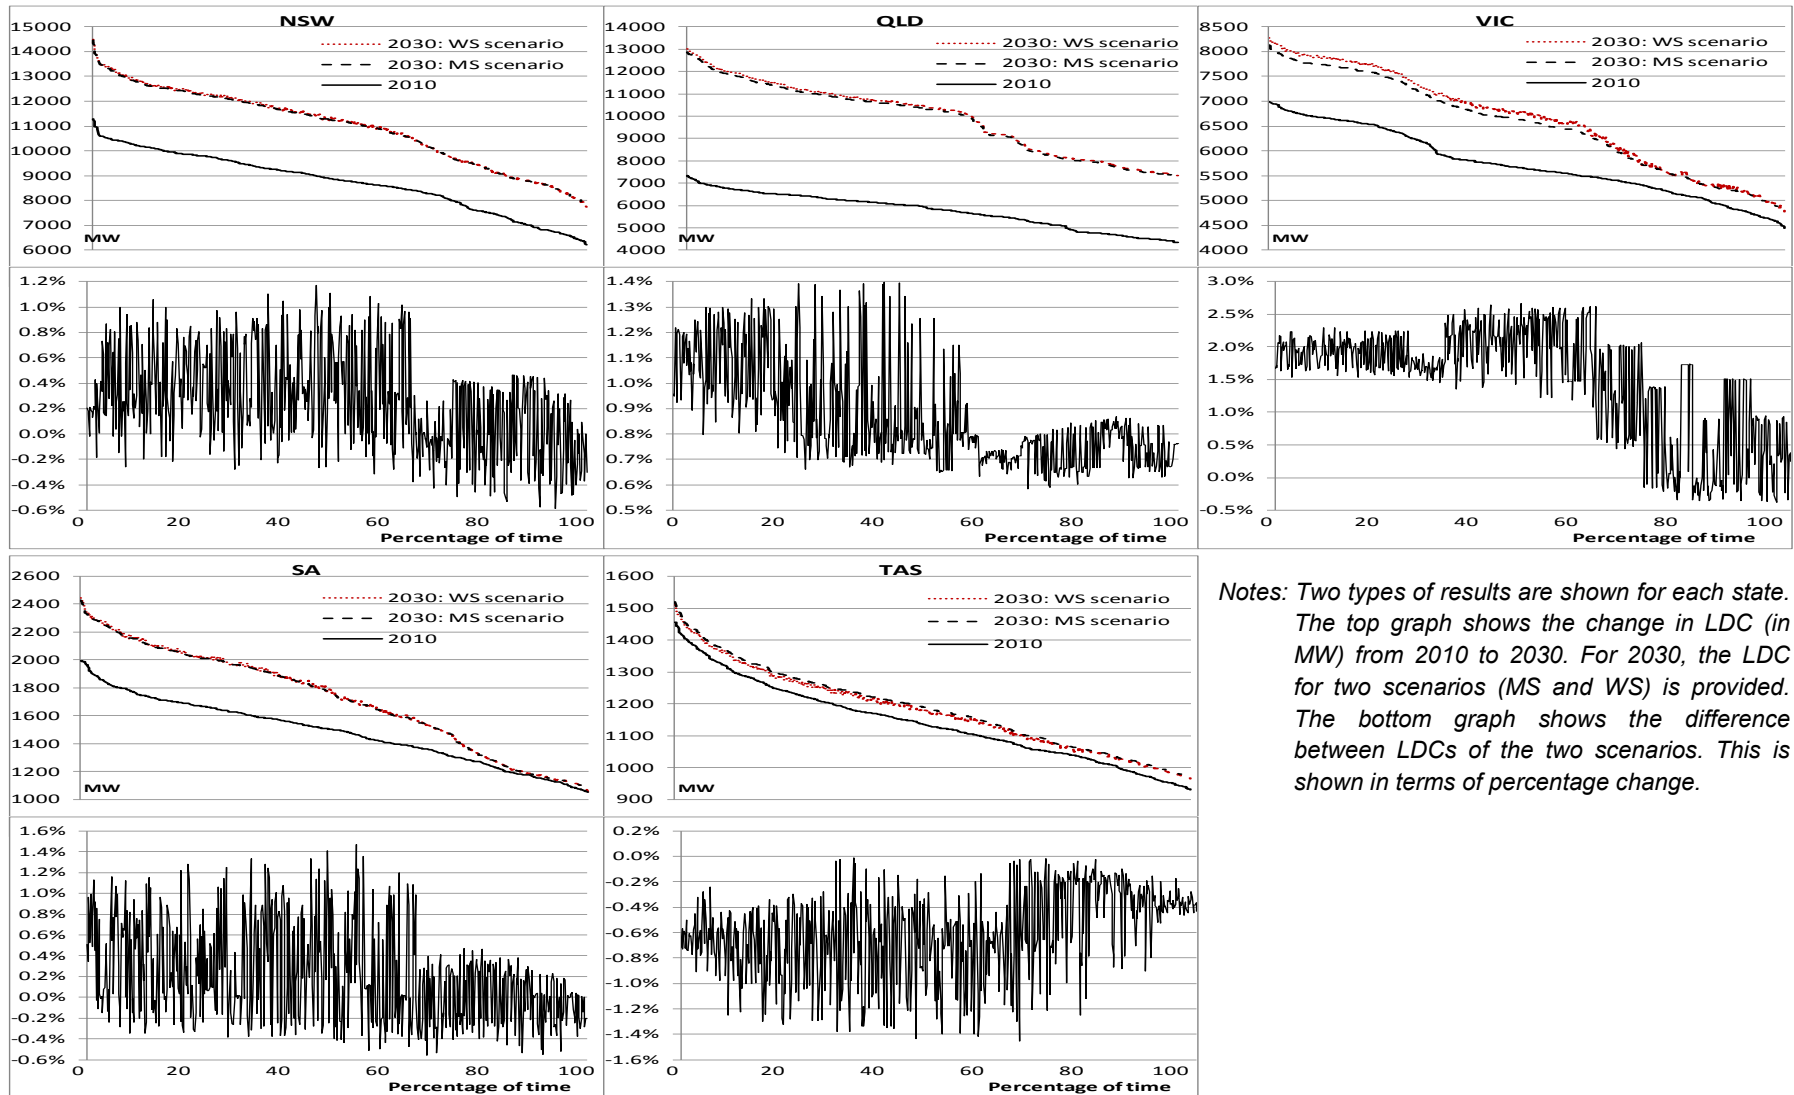 NSW
15000
14000
13000
12000
11000
10000
9000
8000
7000
6000
2030: WS scenario
2030: MS scenario
2010
MW
1.2%
1.0%
0.8%
0.6%
0.4%
0.2%
0.0%
-0.2%
-0.4%
-0.6%
0 20 40 60 80 100
Percentage of time
QLD
14000
13000
12000
11000
10000
9000
8000
7000
6000
5000
4000
2030: WS scenario
2030: MS scenario
2010
MW
1.4%
1.3%
1.2%
1.1%
1.0%
0.9%
0.8%
0.7%
0.6%
0.5%
0 20 40 60 80 100
Percentage of time
VIC
8500
8000
7500
7000
6500
6000
5500
5000
4500
4000
2030: WS scenario
2030: MS scenario
2010
MW
3.0%
2.5%
2.0%
1.5%
1.0%
0.5%
0.0%
-0.5%
0 20 40 60 80 100
Percentage of time
SA
2600
2400
2200
2000
1800
1600
1400
1200
1000
2030: WS scenario
2030: MS scenario
2010
MW
1.6%
1.4%
1.2%
1.0%
0.8%
0.6%
0.4%
0.2%
0.0%
-0.2%
-0.4%
-0.6%
0 20 40 60 80 100
Percentage of time
TAS
1600
1500
1400
1300
1200
1100
1000
900
2030: WS scenario
2030: MS scenario
2010
MW
0.2%
0.0%
-0.2%
-0.4%
-0.6%
-0.8%
-1.0%
-1.2%
-1.4%
-1.6%
0 20 40 60 80 100
Percentage of time
Notes: Two types of results are shown for each state.
The top graph shows the change in LDC (in
MW) from 2010 to 2030. For 2030, the LDC
for two scenarios (MS and WS) is provided.
The bottom graph shows the difference
between LDCs of the two scenarios. This is
shown in terms of percentage change.